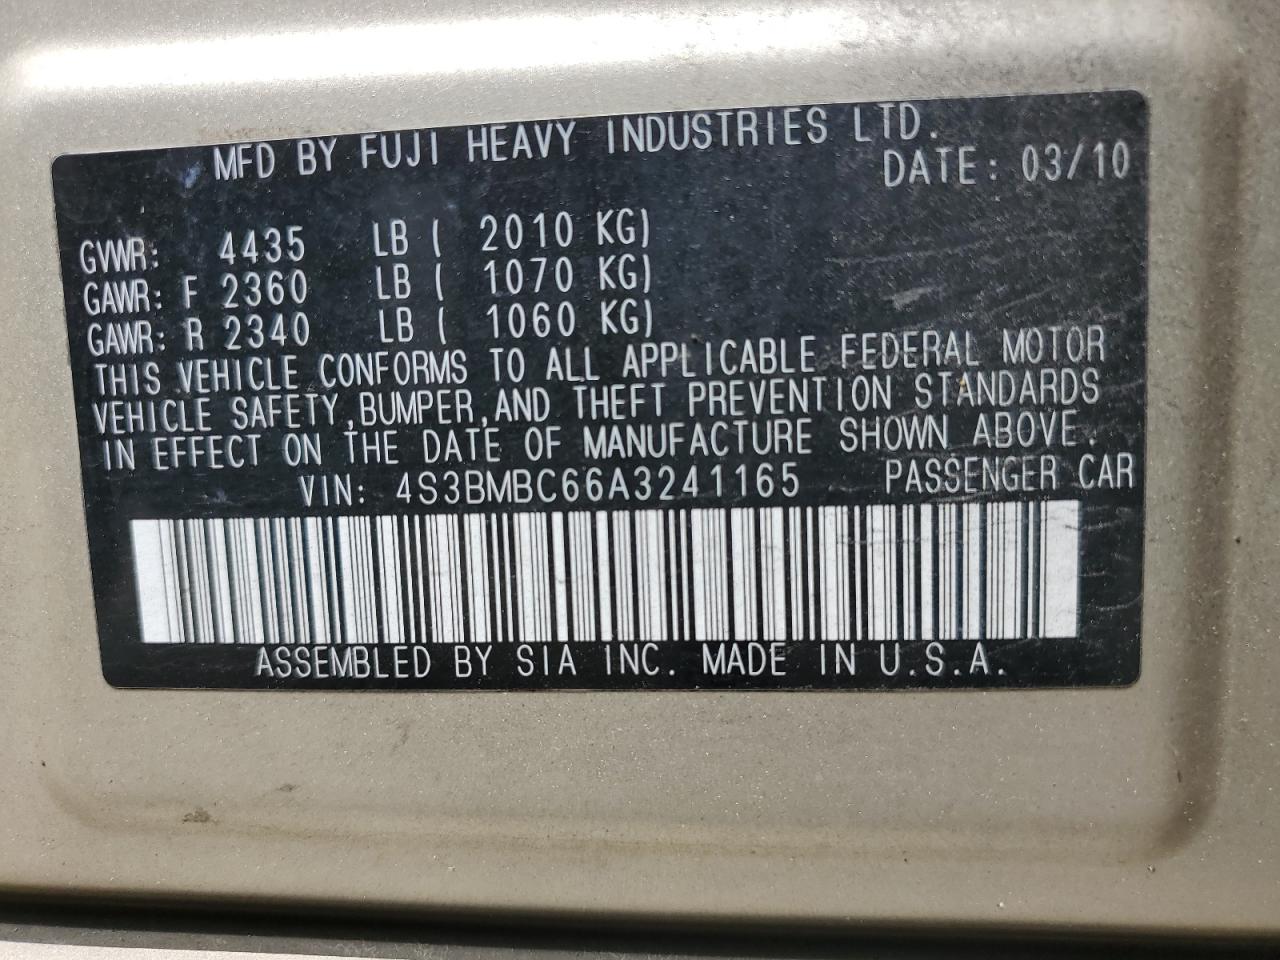 MFD BY FUJI HEAVY INDUSTRIES LTD.
DATE: 03/10
GVWR: 4435 LB ( 2010 KG)
GAWR: F 2360 LB ( 1070 KG)
GAWR: R 2340 LB ( 1060 KG)
THIS VEHICLE CONFORMS TO ALL APPLICABLE FEDERAL MOTOR
VEHICLE SAFETY,BUMPER,AND THEFT PREVENTION STANDARDS
IN EFFECT ON THE DATE OF MANUFACTURE SHOWN ABOVE.
VIN: 4S3BMBC66A3241165 PASSENGER CAR
ASSEMBLED BY SIA INC. MADE IN U.S.A.